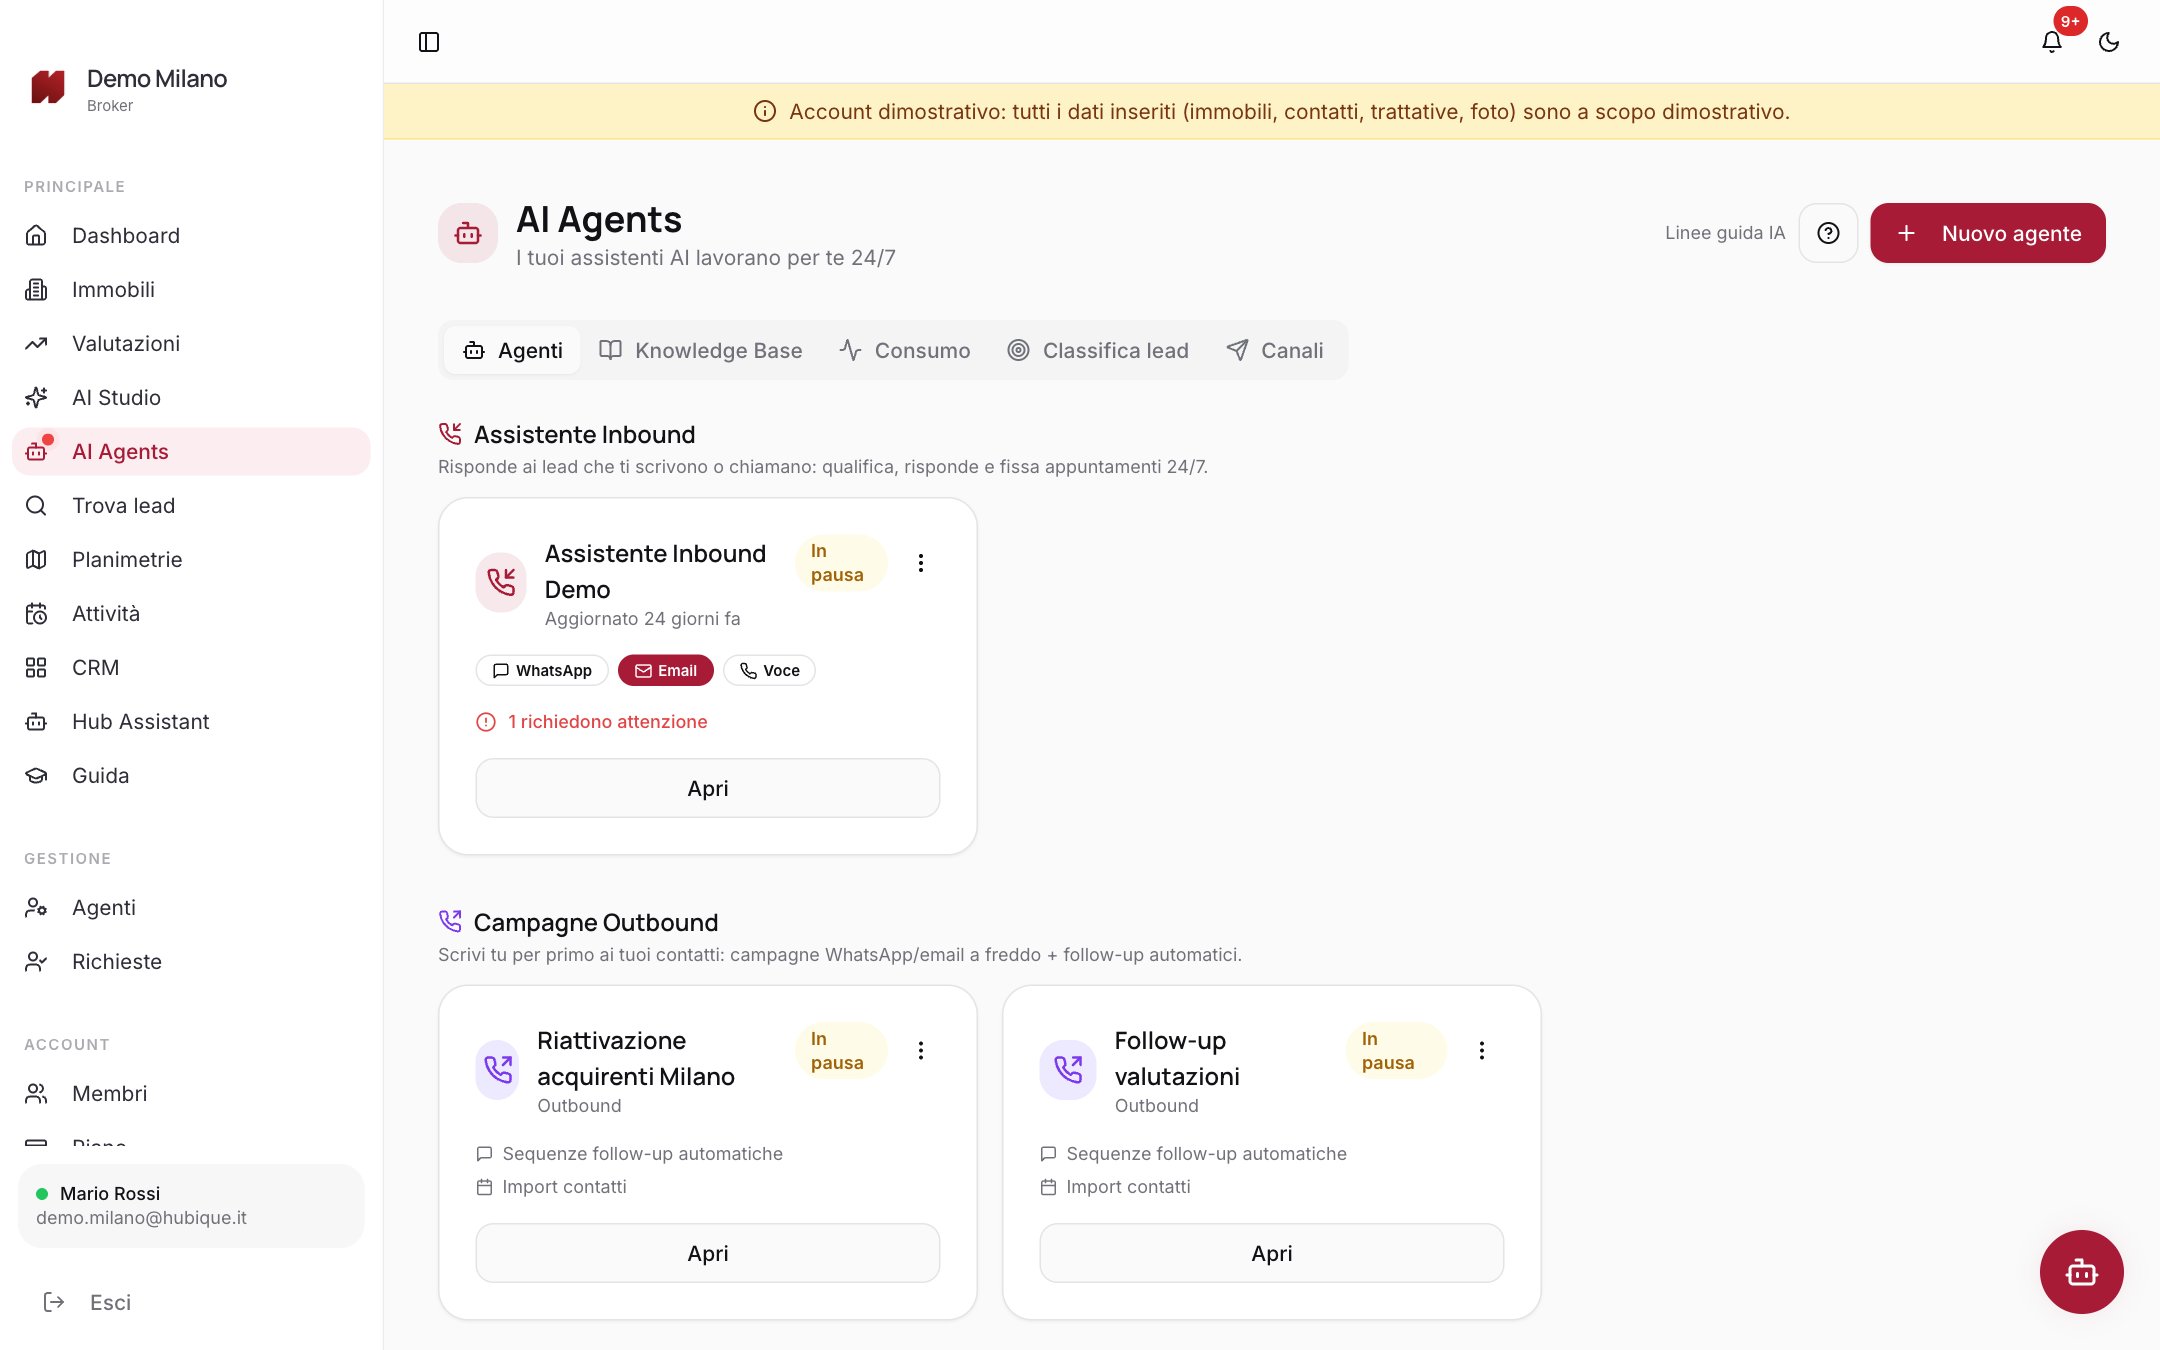 Demo Milano
Broker
PRINCIPALE
Dashboard
Immobili
Valutazioni
AI Studio
AI Agents
Trova lead
Planimetrie
Attività
CRM
Hub Assistant
Guida
GESTIONE
Agenti
Richieste
ACCOUNT
Membri
Piano
Mario Rossi
demo.milano@hubique.it
Esci
9+
Account dimostrativo: tutti i dati inseriti (immobili, contatti, trattative, foto) sono a scopo dimostrativo.
AI Agents
I tuoi assistenti AI lavorano per te 24/7
Linee guida IA
Nuovo agente
Agenti
Knowledge Base
Consumo
Classifica lead
Canali
Assistente Inbound
Risponde ai lead che ti scrivono o chiamano: qualifica, risponde e fissa appuntamenti 24/7.
Assistente Inbound
Demo
Aggiornato 24 giorni fa
In
pausa
WhatsApp
Email
Voce
1 richiedono attenzione
Apri
Campagne Outbound
Scrivi tu per primo ai tuoi contatti: campagne WhatsApp/email a freddo + follow-up automatici.
Riattivazione
acquirenti Milano
Outbound
In
pausa
Sequenze follow-up automatiche
Import contatti
Apri
Follow-up
valutazioni
Outbound
In
pausa
Sequenze follow-up automatiche
Import contatti
Apri